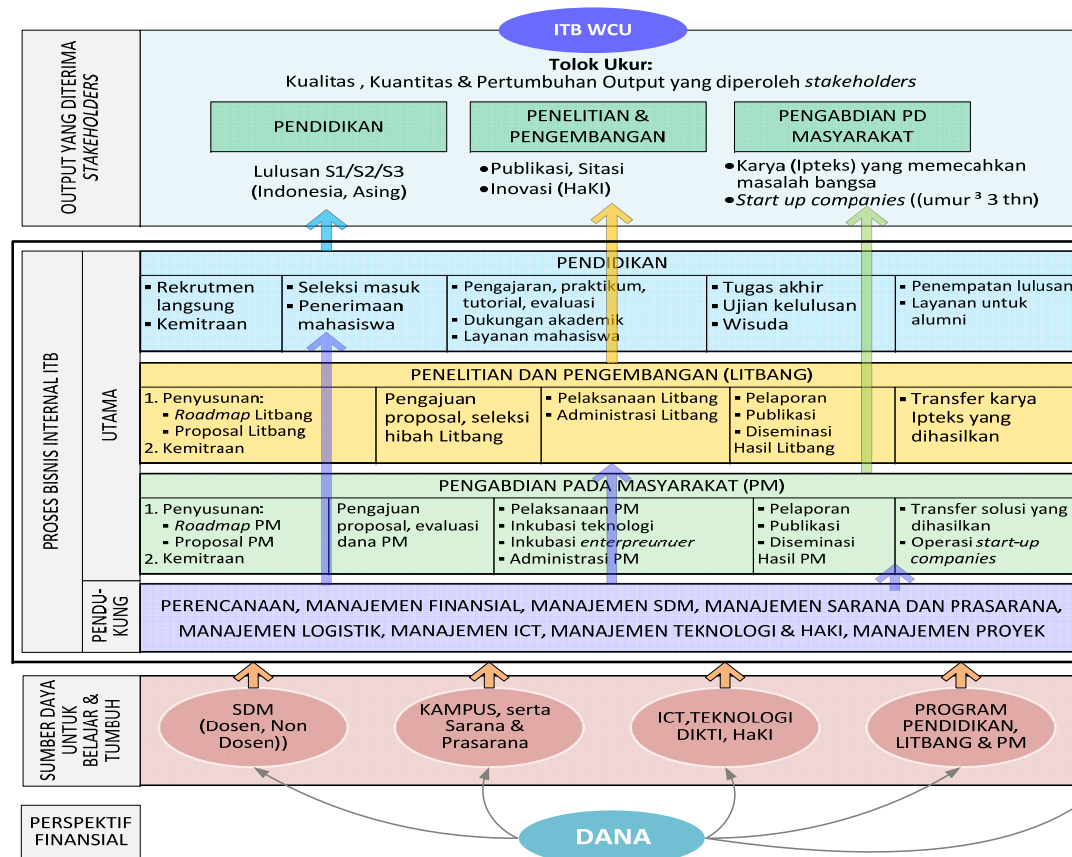 ITB WCU
OUTPUT YANG DITERIMA
STAKEHOLDERS
Tolok Ukur:
Kualitas , Kuantitas & Pertumbuhan Output yang diperoleh stakeholders
PENDIDIKAN
Lulusan S1/S2/S3
(Indonesia, Asing)
PENELITIAN &
PENGEMBANGAN
● Publikasi, Sitasi
● Inovasi (HaKI)
PENGABDIAN PD
MASYARAKAT
● Karya (Ipteks) yang memecahkan
masalah bangsa
● Start up companies ((umur ³ 3 thn)
PROSES BISNIS INTERNAL ITB
UTAMA
PENDIDIKAN
▪ Rekrutmen
langsung
▪ Kemitraan
▪ Seleksi masuk
▪ Penerimaan
mahasiswa
▪ Pengajaran, praktikum,
tutorial, evaluasi
▪ Dukungan akademik
▪ Layanan mahasiswa
▪ Tugas akhir
▪ Ujian kelulusan
▪ Wisuda
▪ Penempatan lulusan
▪ Layanan untuk
alumni
PENELITIAN DAN PENGEMBANGAN (LITBANG)
1. Penyusunan:
▪ Roadmap Litbang
▪ Proposal Litbang
2. Kemitraan
Pengajuan
proposal, seleksi
hibah Litbang
▪ Pelaksanaan Litbang
▪ Administrasi Litbang
▪ Pelaporan
▪ Publikasi
▪ Diseminasi
Hasil Litbang
▪ Transfer karya
Ipteks yang
dihasilkan
PENGABDIAN PADA MASYARAKAT (PM)
1. Penyusunan:
▪ Roadmap PM
▪ Proposal PM
2. Kemitraan
Pengajuan
proposal, evaluasi
dana PM
▪ Pelaksanaan PM
▪ Inkubasi teknologi
▪ Inkubasi enterpreunuer
▪ Administrasi PM
▪ Pelaporan
▪ Publikasi
▪ Diseminasi
Hasil PM
▪ Transfer solusi yang
dihasilkan
▪ Operasi start-up
companies
PENDU-
KUNG
PERENCANAAN, MANAJEMEN FINANSIAL, MANAJEMEN SDM, MANAJEMEN SARANA DAN PRASARANA,
MANAJEMEN LOGISTIK, MANAJEMEN ICT, MANAJEMEN TEKNOLOGI & HAKI, MANAJEMEN PROYEK
SUMBER DAYA
UNTUK
BELAJAR &
TUMBUH
SDM
(Dosen, Non
Dosen))
KAMPUS, serta
Sarana &
Prasarana
ICT,TEKNOLOGI
DIKTI, HaKI
PROGRAM
PENDIDIKAN,
LITBANG & PM
PERSPEKTIF
FINANSIAL
DANA